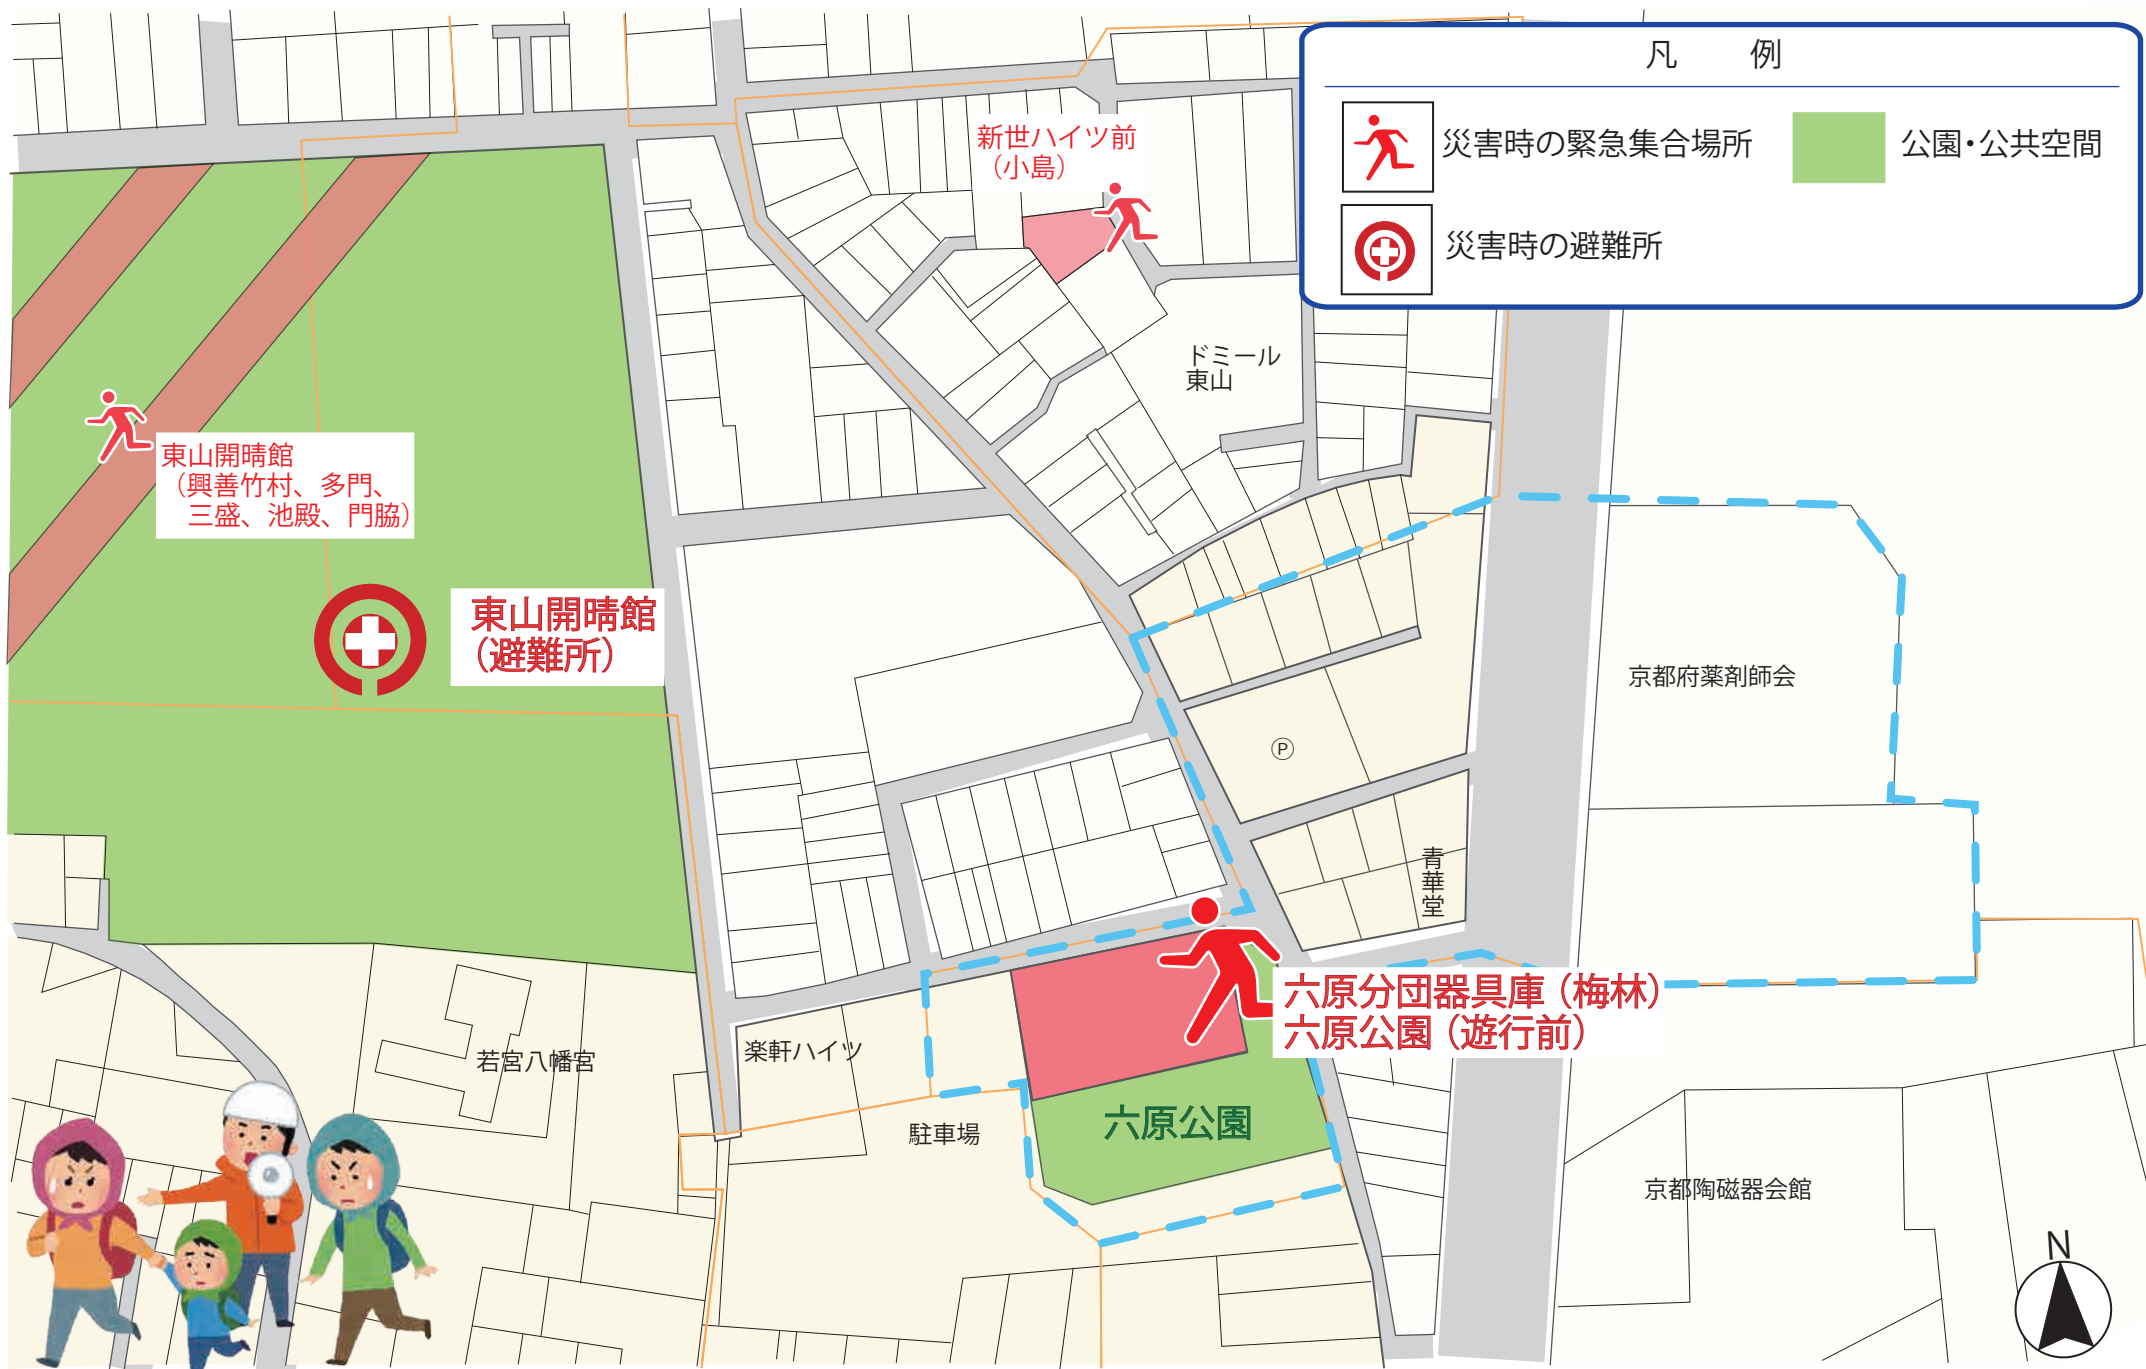 凡 例
災害時の緊急集合場所
公園・公共空間
災害時の避難所
新世ハイツ前
（小島）
ドミール
東山
東山開晴館
（興善竹村、多門、
三盛、池殿、門脇）
東山開晴館
（避難所）
京都府薬剤師会
P
青華堂
六原分団器具庫（梅林）
六原公園（遊行前）
楽軒ハイツ
若宮八幡宮
六原公園
駐車場
京都陶磁器会館
N